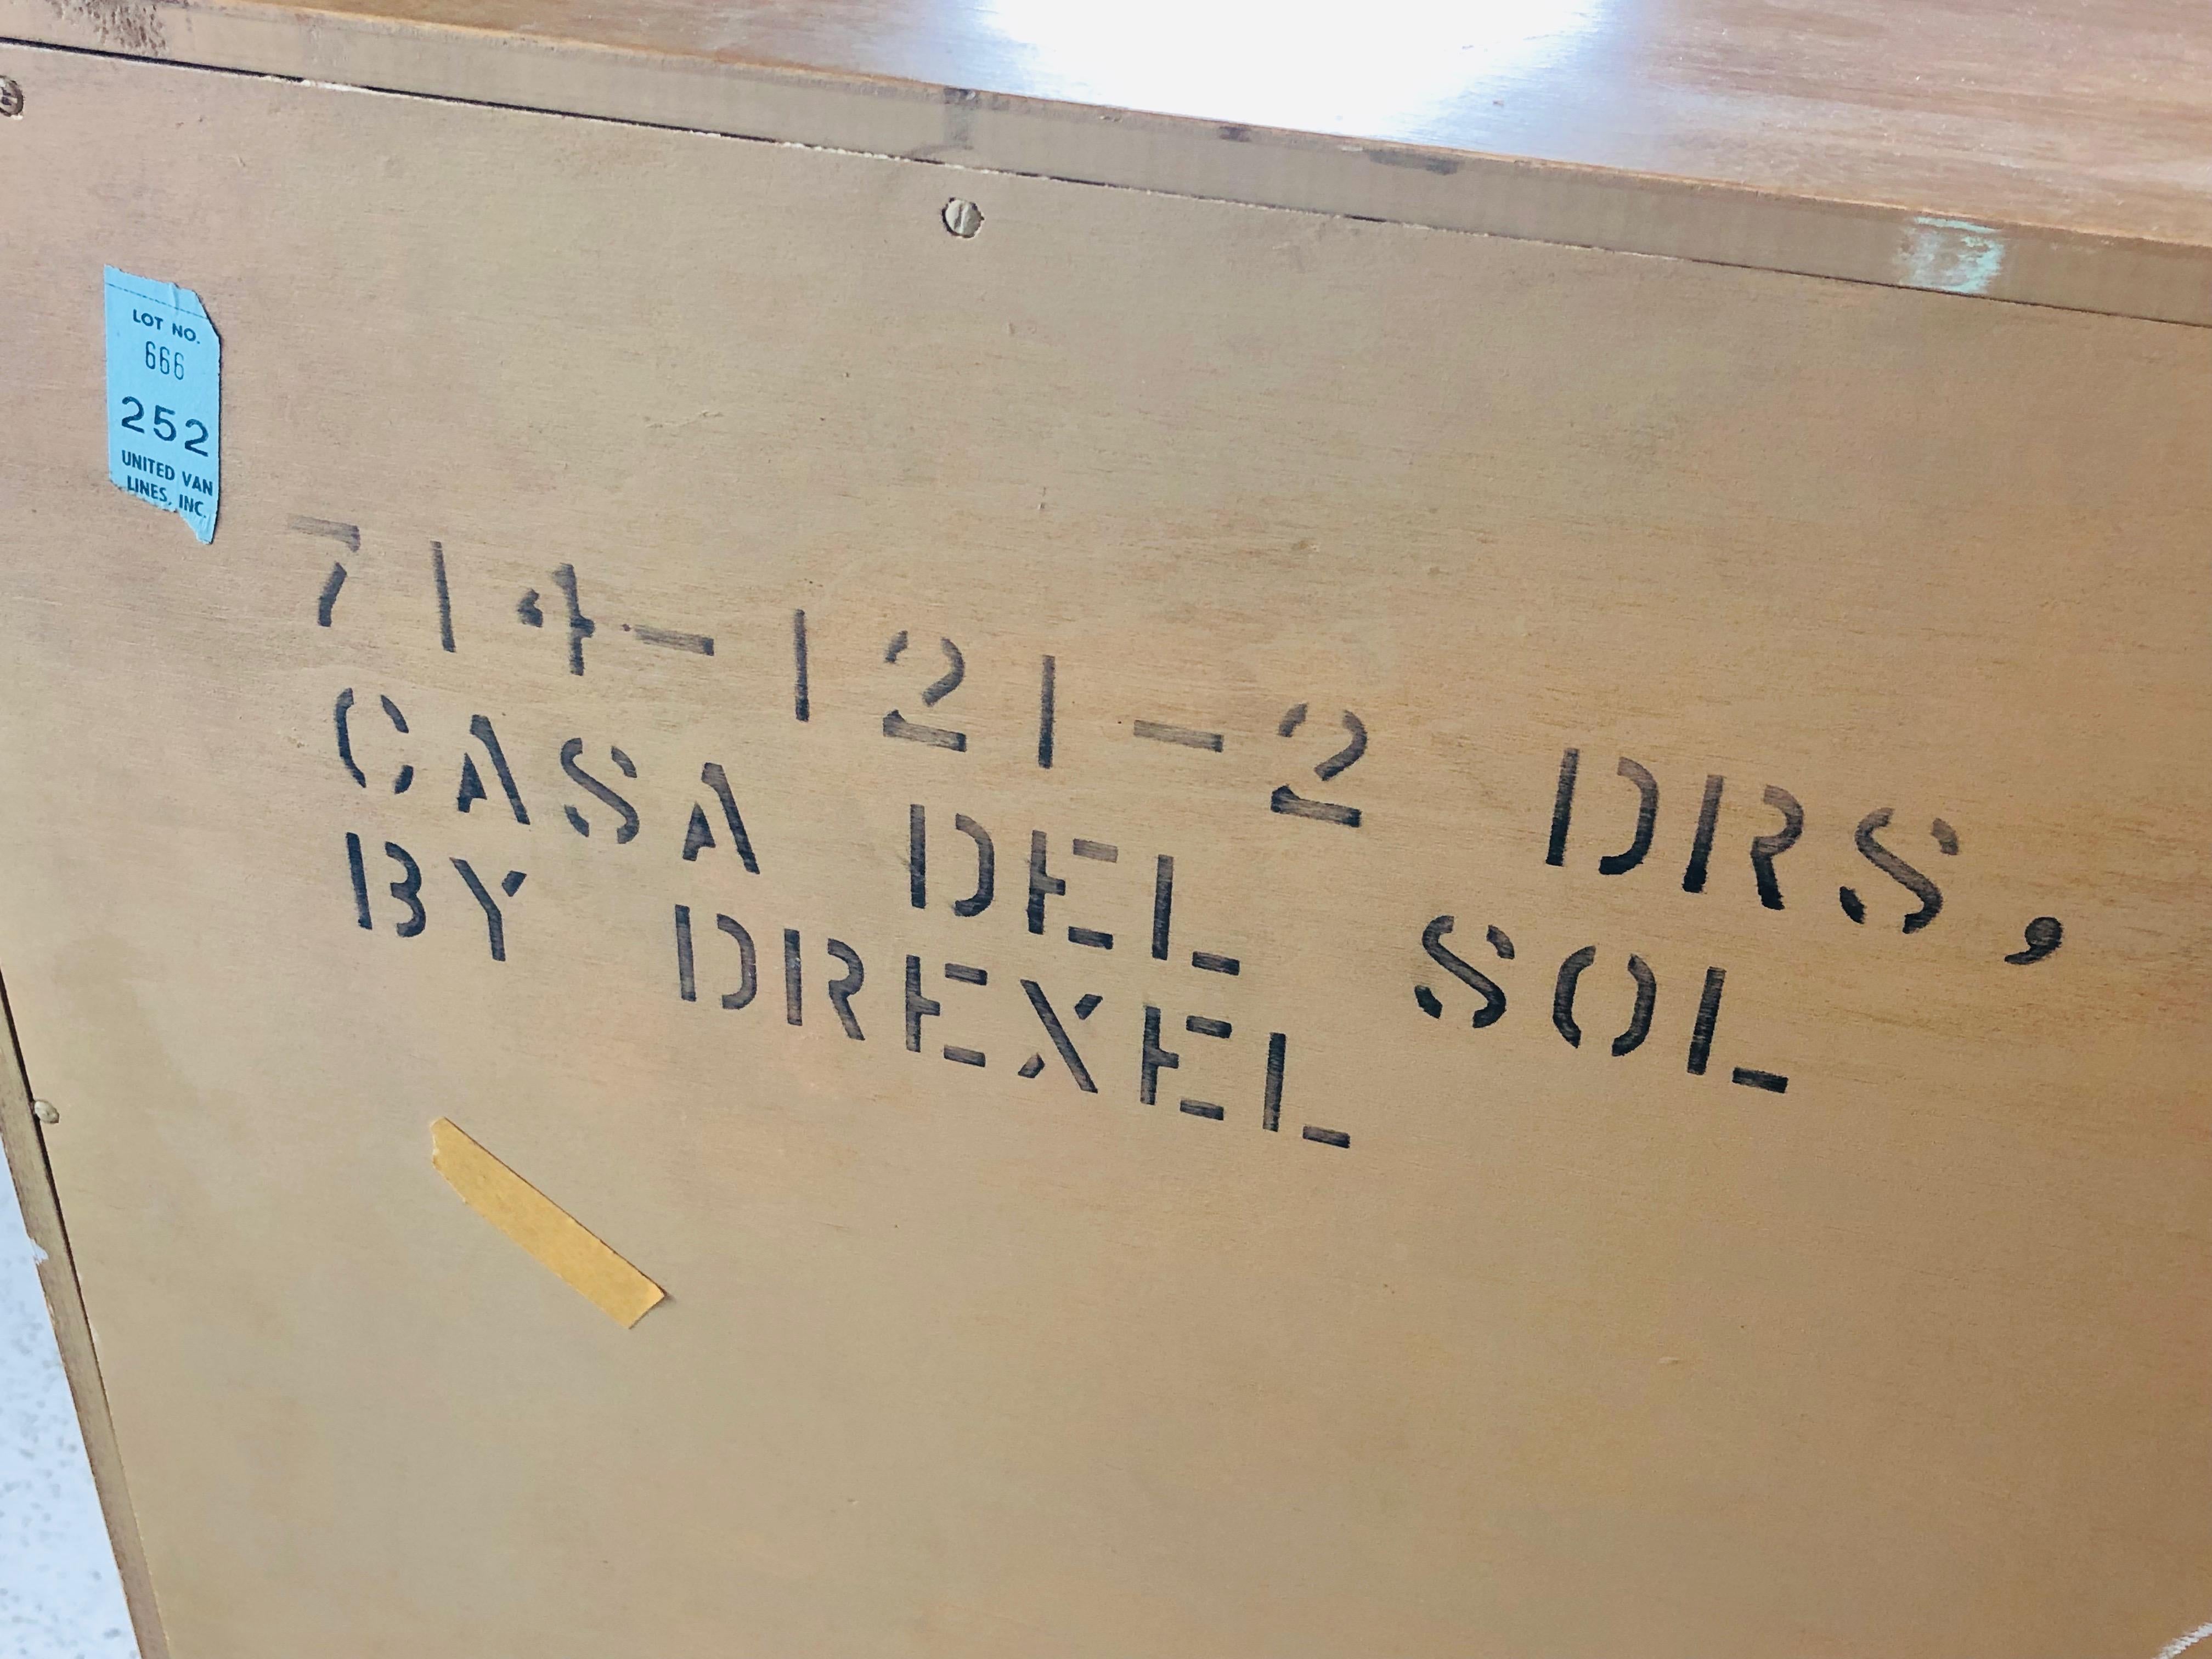 LOT NO.
666
252
UNITED VAN
LINES, INC.
714-121-2 DRS,
CASA DEL SOL
BY DREXEL